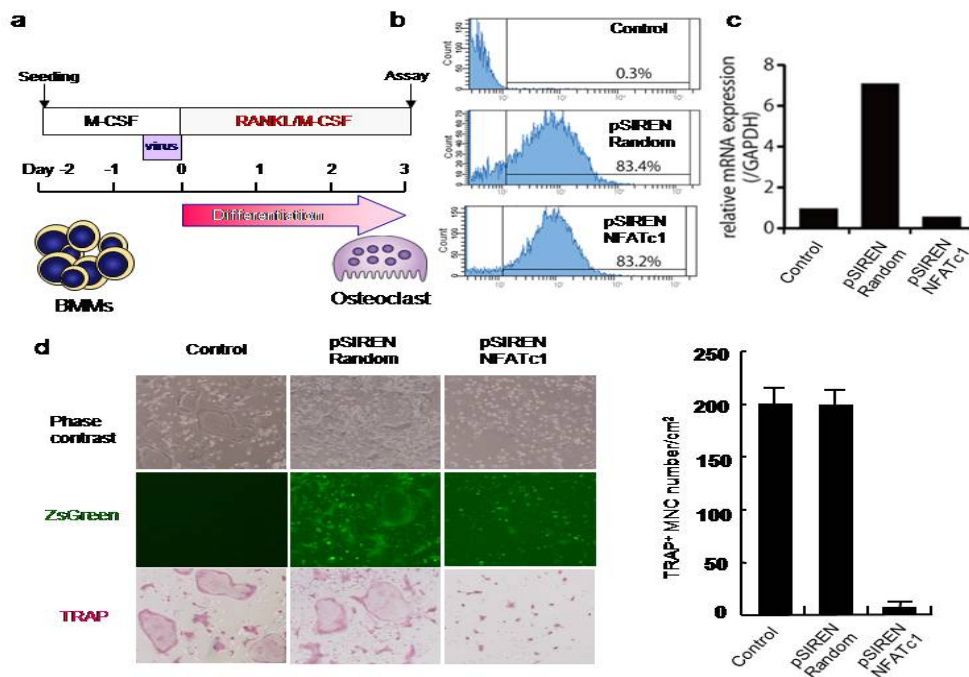 a
Seeding
Assay
M-CSF
RANKL/M-CSF
virus
Day -2 -1 0 1 2 3
Differentiation
BMMs
Osteoclast
b
Control
0.3%
Count
pSIREN
Random
83.4%
Count
pSIREN
NFATc1
83.2%
Count
c
relative mRNA expression
(/GAPDH)
8
6
4
2
0
Control
pSIREN
Random
pSIREN
NFATc1
d
Control
pSIREN
Random
pSIREN
NFATc1
Phase
contrast
ZsGreen
TRAP
TRAP⁺ MNC number/cm²
250
200
150
100
50
0
Control
pSIREN
Random
pSIREN
NFATc1